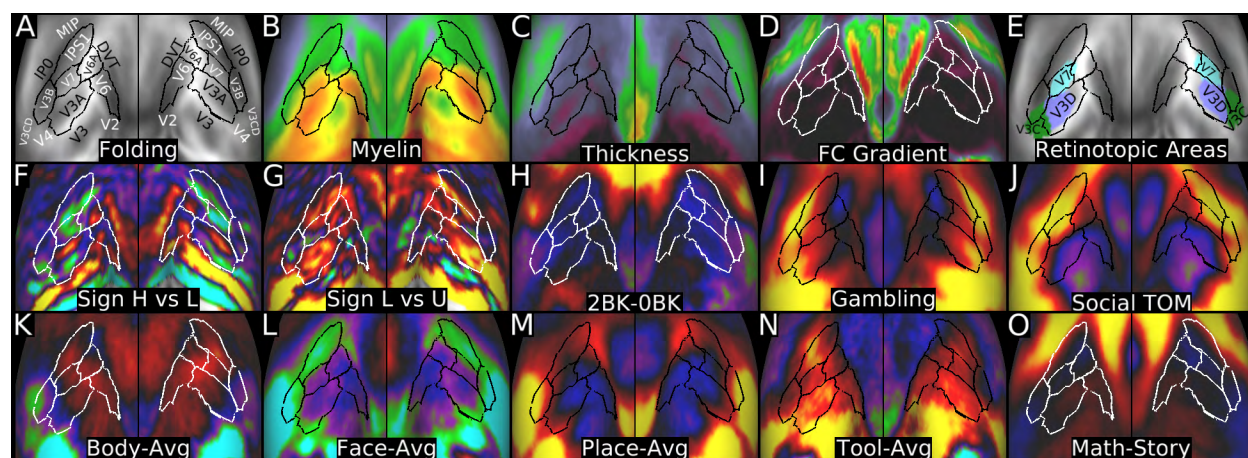 A
MIP
IPS1
DVT
V6A
IP0
V7
V6
V3B
V3A
V3CD
V4
V3
V2
DVT
MIP
IPS1
V6A
IP0
V6
V7
V3B
V3A
V3CD
V2
V3
V4
Folding
B
Myelin
C
Thickness
D
FC Gradient
E
V7
V3D
V7
V3D
Retinotopic Areas
F
Sign H vs L
G
Sign L vs U
H
2BK-0BK
I
Gambling
J
Social TOM
K
Body-Avg
L
Face-Avg
M
Place-Avg
N
Tool-Avg
O
Math-Story